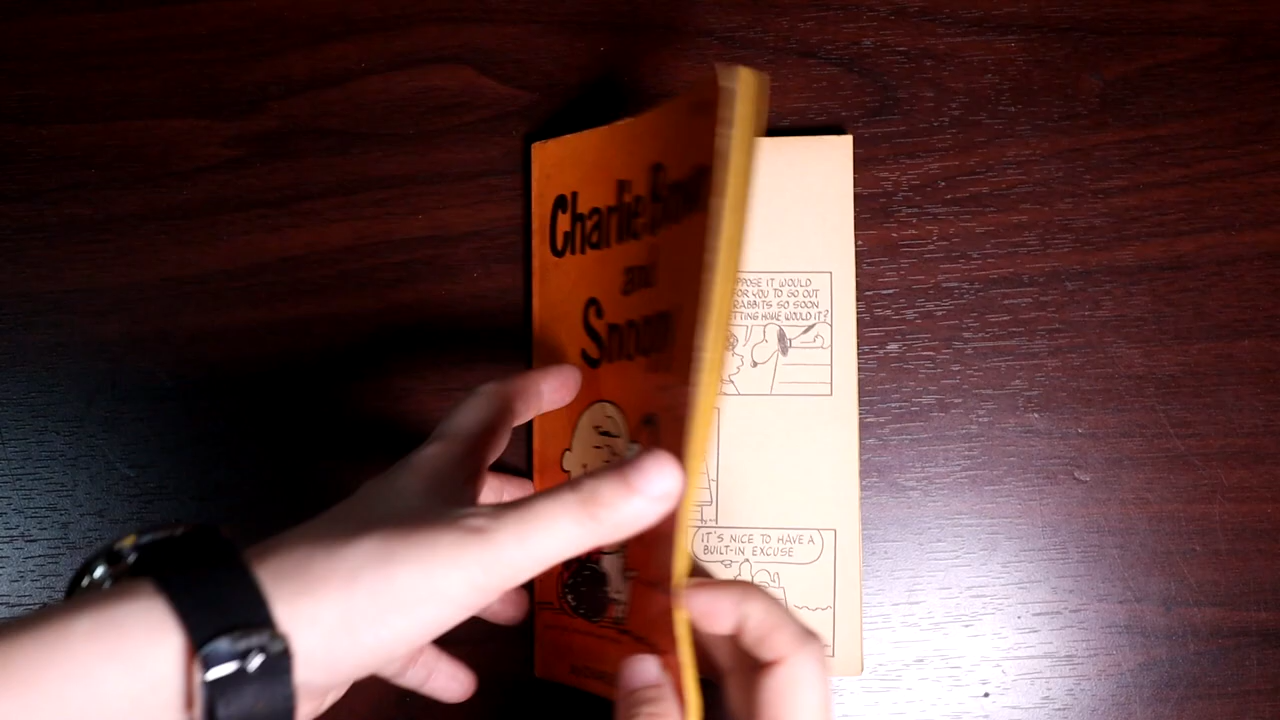 Charlie Brown
and
Snoopy
PPOSE IT WOULD
FOR YOU TO GO OUT
RABBITS SO SOON
ETTING HOME WOULD IT?
IT'S NICE TO HAVE A
BUILT-IN EXCUSE